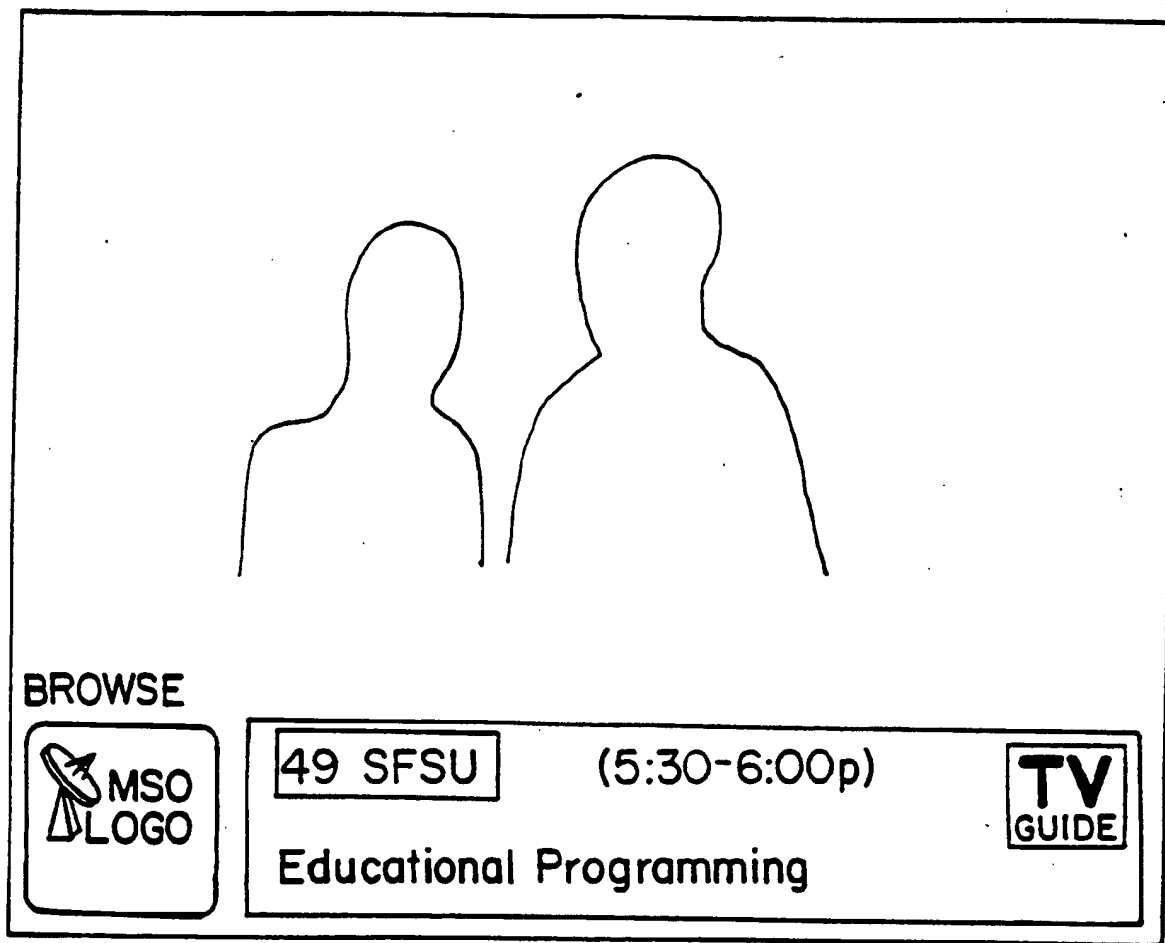 BROWSE
MSO
LOGO
49 SFSU (5:30-6:00p)
Educational Programming
TV
GUIDE